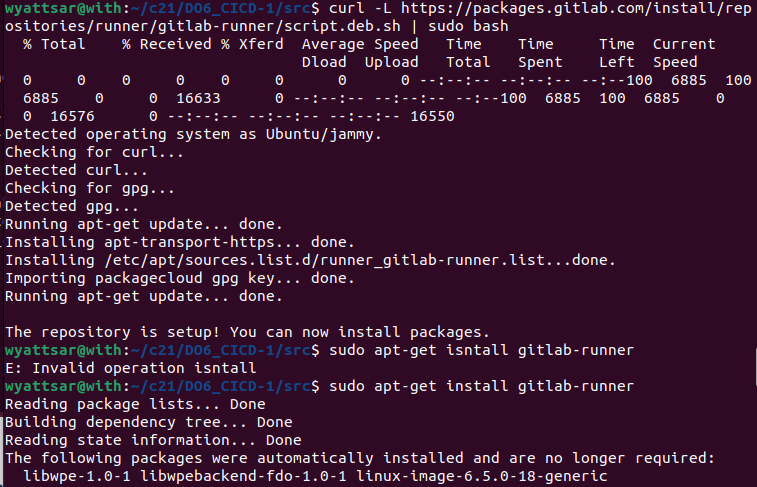 wyattsar@with:~/c21/DO6_CICD-1/src$ curl -L https://packages.gitlab.com/install/rep
ositories/runner/gitlab-runner/script.deb.sh | sudo bash
  % Total    % Received % Xferd  Average Speed   Time    Time     Time  Current
                                 Dload  Upload   Total   Spent    Left  Speed
  0     0    0     0    0     0      0      0 --:--:-- --:--:-- --:--100  6885  100
  6885    0     0  16633      0 --:--:-- --:--:-- --:--100  6885  100  6885    0
  0  16576      0 --:--:-- --:--:-- --:--:-- 16550
Detected operating system as Ubuntu/jammy.
Checking for curl...
Detected curl...
Checking for gpg...
Detected gpg...
Running apt-get update... done.
Installing apt-transport-https... done.
Installing /etc/apt/sources.list.d/runner_gitlab-runner.list...done.
Importing packagecloud gpg key... done.
Running apt-get update... done.

The repository is setup! You can now install packages.
wyattsar@with:~/c21/DO6_CICD-1/src$ sudo apt-get isntall gitlab-runner
E: Invalid operation isntall
wyattsar@with:~/c21/DO6_CICD-1/src$ sudo apt-get install gitlab-runner
Reading package lists... Done
Building dependency tree... Done
Reading state information... Done
The following packages were automatically installed and are no longer required:
  libwpe-1.0-1 libwpebackend-fdo-1.0-1 linux-image-6.5.0-18-generic